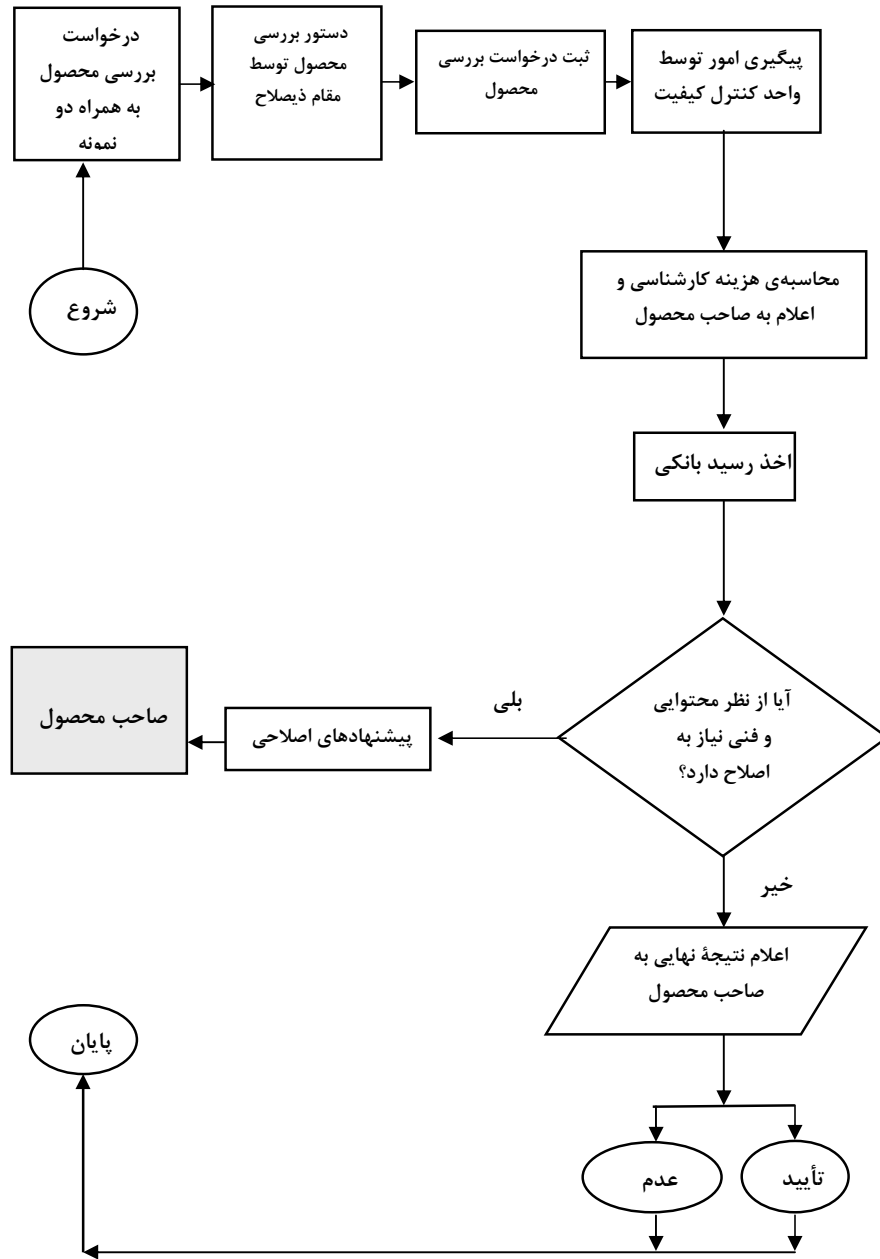 درخواست
بررسی محصول
به همراه دو
نمونه
دستور بررسی
محصول توسط
مقام ذیصلاح
ثبت درخواست بررسی
محصول
پیگیری امور توسط
واحد کنترل کیفیت
شروع
محاسبه‌ی هزینه کارشناسی و
اعلام به صاحب محصول
اخذ رسید بانکی
آیا از نظر محتوایی
و فنی نیاز به
اصلاح دارد؟
بلی
پیشنهادهای اصلاحی
صاحب محصول
خیر
اعلام نتیجۀ نهایی به
صاحب محصول
پایان
تأیید
عدم